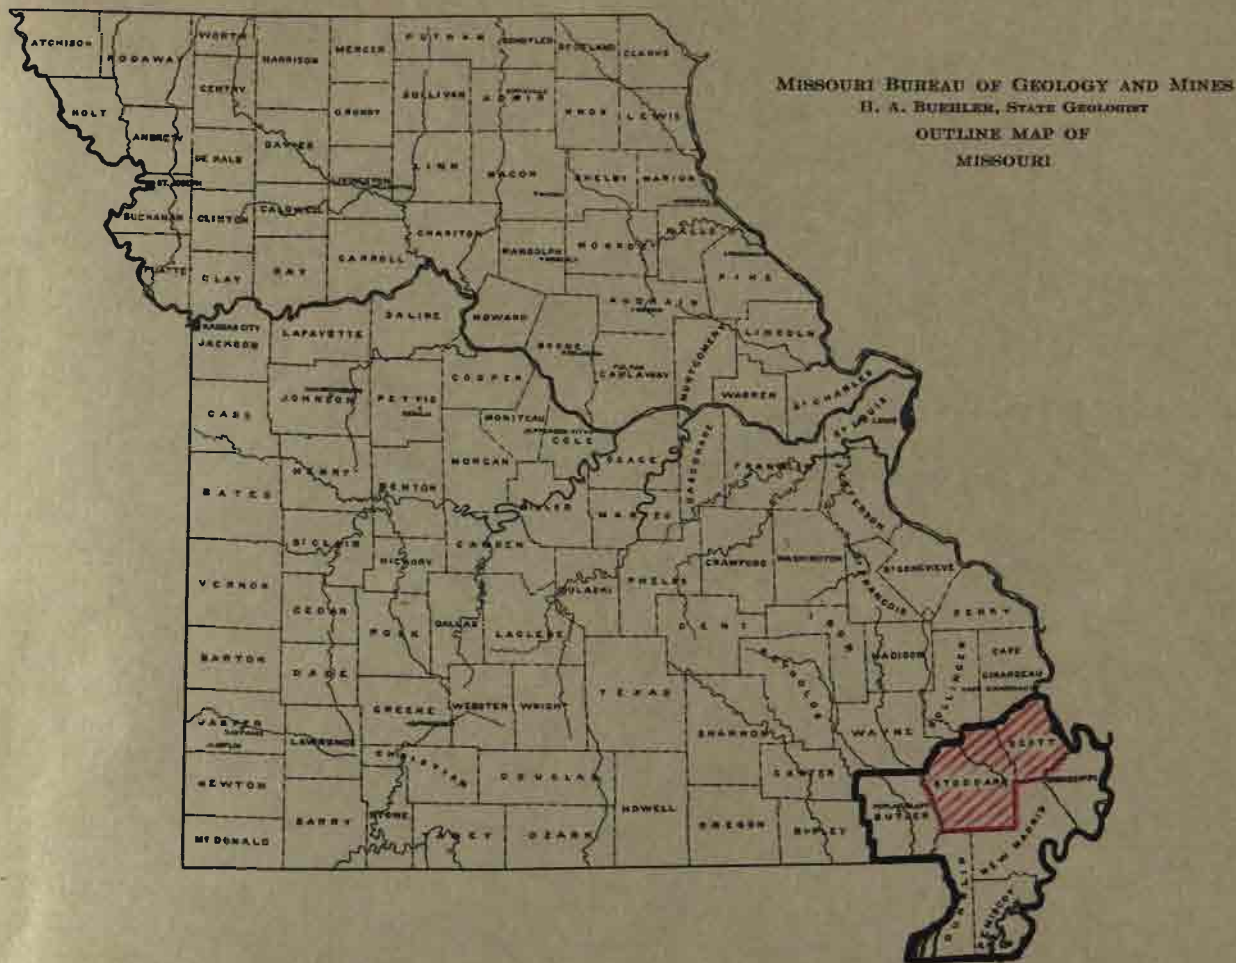 MISSOURI BUREAU OF GEOLOGY AND MINES
H. A. BUEHLER, STATE GEOLOGIST
OUTLINE MAP OF
MISSOURI
ATCHISON
NODAWAY
WORTH
HARRISON
MERCER
PUTNAM
SCHUYLER
SCOTLAND
CLARKE
HOLT
GENTRY
GRUNDY
SULLIVAN
ADAIR
KNOX
LEWIS
DE KALB
DAVIES
LINN
MACON
SHELBY
MARION
ST. JOSEPH
BUCHANAN
CLINTON
CALDWELL
CHARITON
RANDOLPH
MONROE
RALLS
PIKE
CLAY
RAY
CARROLL
AUDRAIN
LINCOLN
KANSAS CITY
JACKSON
LAFAYETTE
SALINE
HOWARD
BOONE
CALLAWAY
MONTGOMERY
WARREN
ST CHARLES
ST LOUIS
CASS
JOHNSON
PETTIS
COOPER
MONITEAU
COLE
OSAGE
GASCONADE
JEFFERSON
BATES
HENRY
BENTON
MORGAN
MILLER
MARIES
ST CLAIR
HICKORY
CAMDEN
PULASKI
PHELPS
CRAWFORD
WASHINGTON
ST GENEVIEVE
FRANCOIS
PERRY
VERNON
CEDAR
POLK
DALLAS
LACLEDE
DENT
IRON
MADISON
BOLLINGER
CAPE
GIRARDEAU
BARTON
DADE
GREENE
WEBSTER
WRIGHT
TEXAS
REYNOLDS
WAYNE
SCOTT
JASPER
JOPLIN
LAWRENCE
CHRISTIAN
DOUGLAS
SHANNON
CARTER
STODDARD
MISSISSIPPI
NEWTON
BARRY
STONE
TANEY
OZARK
HOWELL
OREGON
RIPLEY
BUTLER
NEW MADRID
MCDONALD
DUNKLIN
PEMISCOT